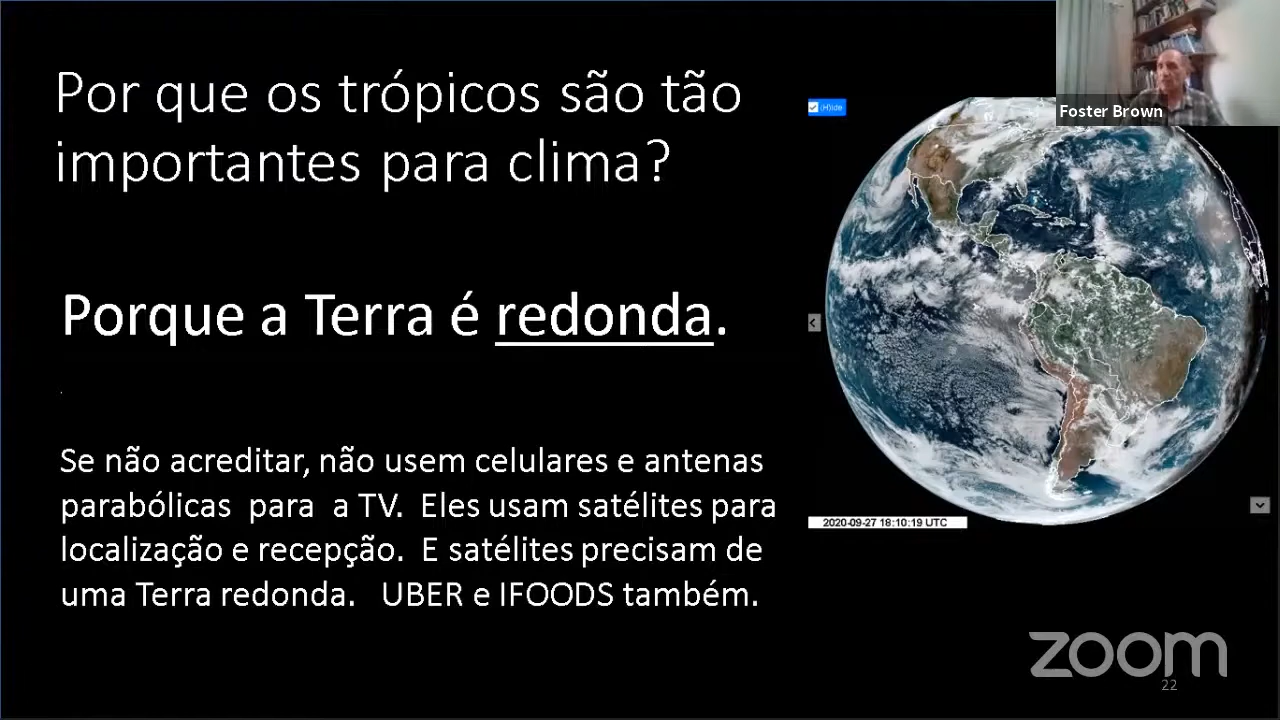 Por que os trópicos são tão
importantes para clima?
Porque a Terra é redonda.
Se não acreditar, não usem celulares e antenas
parabólicas para a TV. Eles usam satélites para
localização e recepção. E satélites precisam de
uma Terra redonda. UBER e IFOODS também.
(H)ide
Foster Brown
2020-09-27 18:10:19 UTC
zoom
22